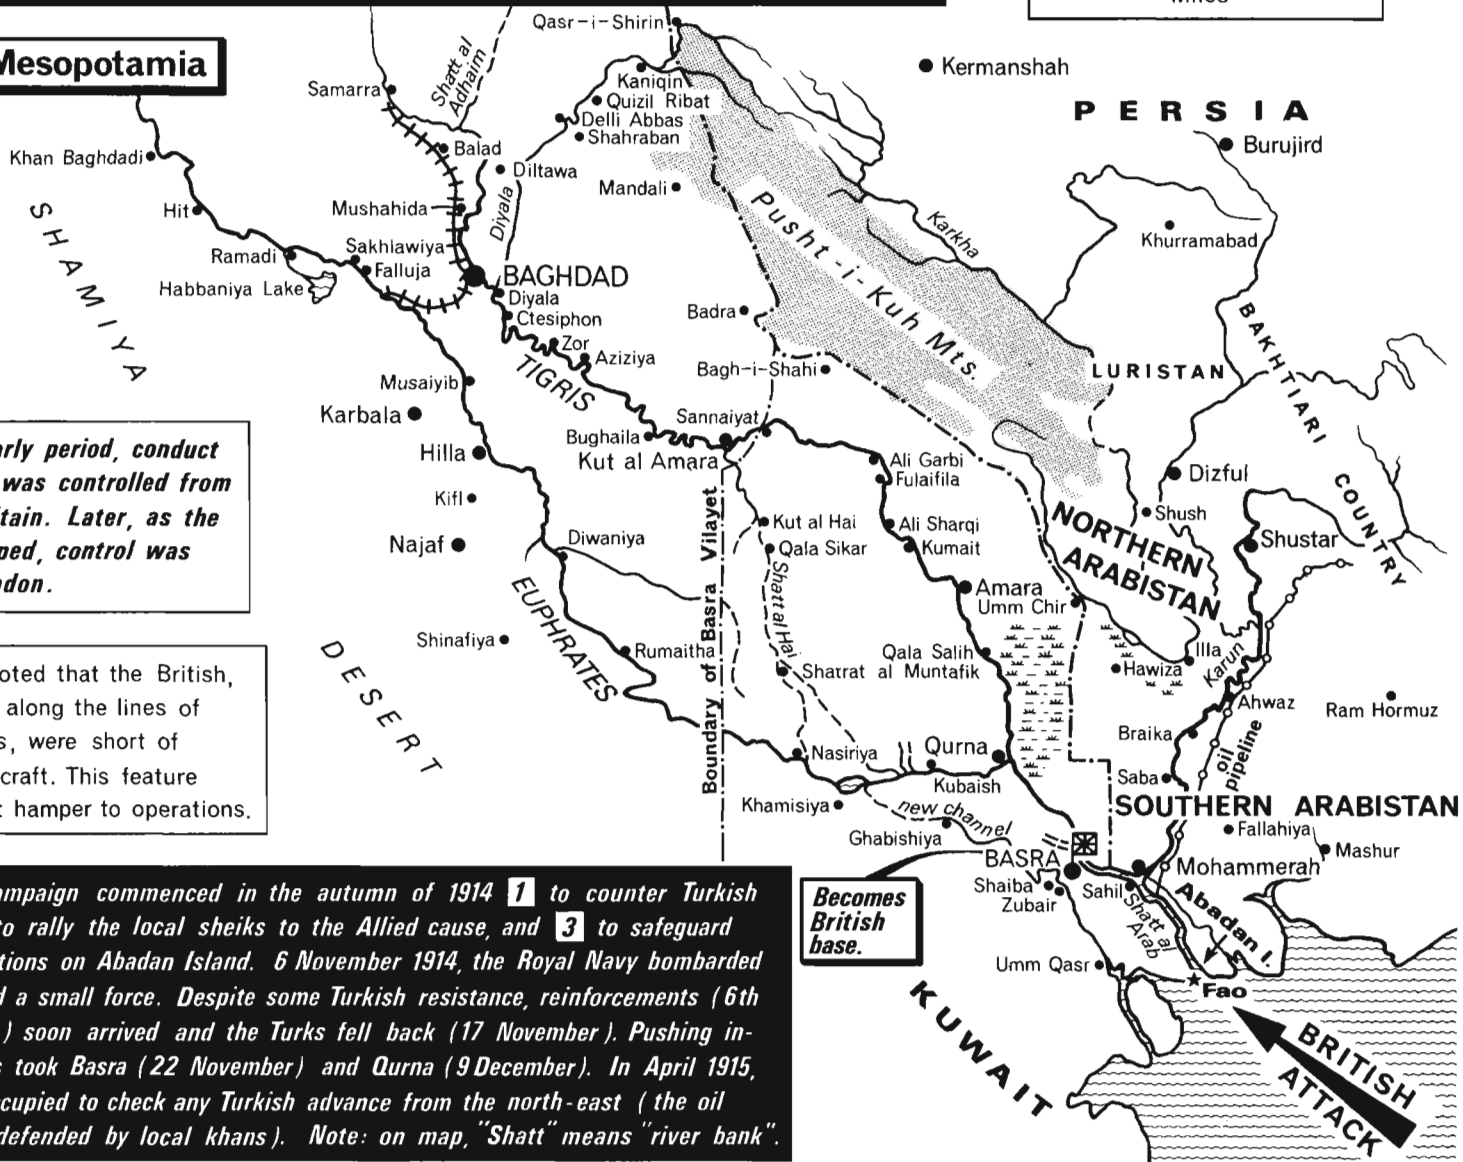 Mesopotamia
Qasr-i-Shirin
Kermanshah
PERSIA
Burujird
Samarra
Shatt al
Adhaim
Kaniqin
Quizil Ribat
Delli Abbas
Shahraban
Khan Baghdadi
Balad
Diltawa
Mandali
Hit
Mushahida
Diyala
Pusht-i-Kuh Mts.
Karkha
Khurramabad
SHAMIYA
Ramadi
Sakhlawiya
Falluja
Habbaniya Lake
BAGHDAD
Diyala
Ctesiphon
Zor
Aziziya
TIGRIS
Badra
Bagh-i-Shahi
LURISTAN
BAKHTIARI
COUNTRY
Musaiyib
Karbala
Sannaiyat
Bughaila
Kut al Amara
Hilla
Kifl
Najaf
Ali Garbi
Fulaifila
Dizful
Shush
Shustar
NORTHERN
ARABISTAN
Kut al Hai
Qala Sikar
Ali Sharqi
Kumait
Diwaniya
Shatt al Hai
Amara
Umm Chir
EUPHRATES
Boundary of Basra Vilayet
Shinafiya
Rumaitha
Shatrat al Muntafik
Qala Salih
Hawiza
Illa
Karun
Ahwaz
Ram Hormuz
DESERT
Nasiriya
Qurna
Kubaish
Braika
oil
pipeline
Saba
SOUTHERN ARABISTAN
Khamisiya
new channel
Ghabishiya
Fallahiya
Mashur
BASRA
Mohammerah
Shaiba
Zubair
Sahil
Shatt al
Arab
Abadan I.
Umm Qasr
Fao
KUWAIT
BRITISH
ATTACK
Becomes
British
base.
arly period, conduct
was controlled from
tain. Later, as the
ped, control was
don.
oted that the British,
along the lines of
s, were short of
craft. This feature
t hamper to operations.
ampaign commenced in the autumn of 1914 1 to counter Turkish
to rally the local sheiks to the Allied cause, and 3 to safeguard
tions on Abadan Island. 6 November 1914, the Royal Navy bombarded
d a small force. Despite some Turkish resistance, reinforcements (6th
) soon arrived and the Turks fell back (17 November). Pushing in-
s took Basra (22 November) and Qurna (9 December). In April 1915,
ccupied to check any Turkish advance from the north-east (the oil
defended by local khans). Note: on map, "Shatt" means "river bank".